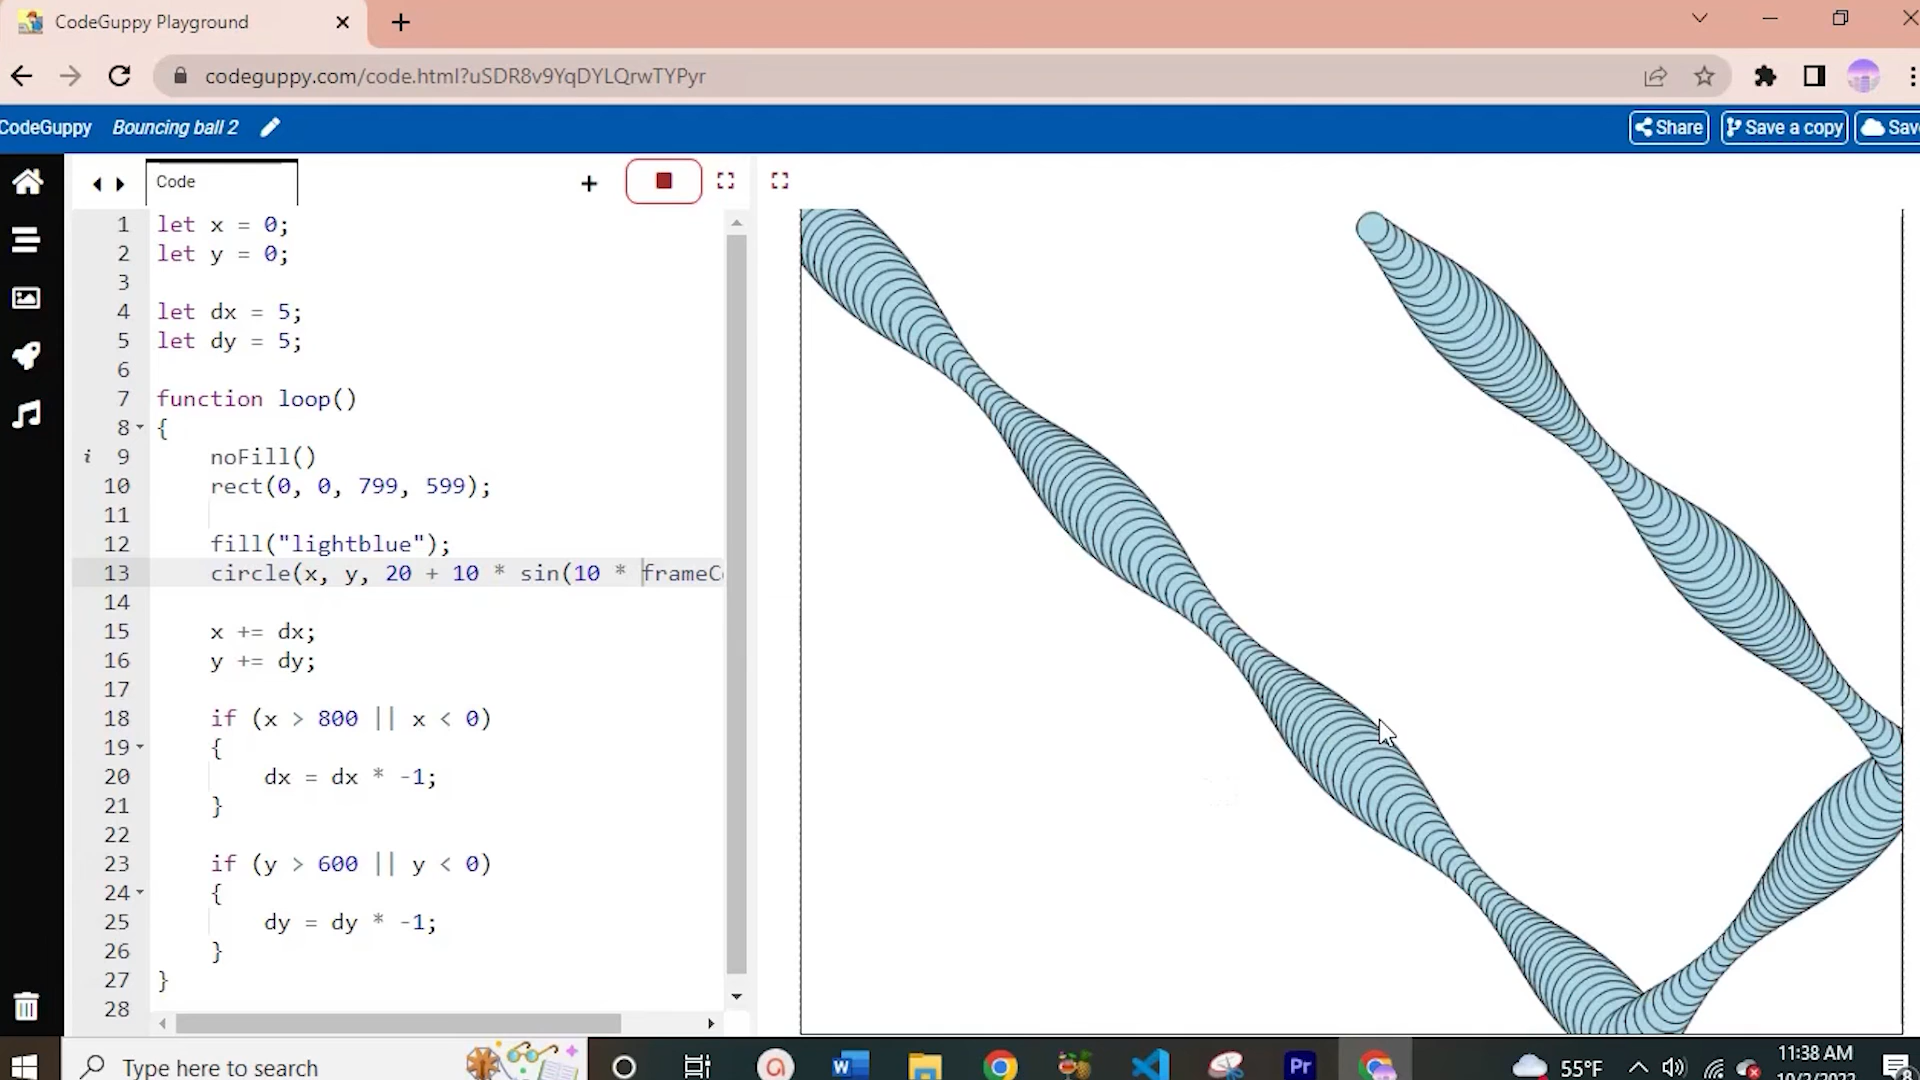 CodeGuppy Playground
codeguppy.com/code.html?uSDR8v9YqDYLQrwTYPyr
CodeGuppy Bouncing ball 2 Share Save a copy Sav
Code
1 let x = 0;
2 let y = 0;
3
4 let dx = 5;
5 let dy = 5;
6
7 function loop()
8 {
i 9 noFill()
10 rect(0, 0, 799, 599);
11
12 fill("lightblue");
13 circle(x, y, 20 + 10 * sin(10 * frameC
14
15 x += dx;
16 y += dy;
17
18 if (x > 800 || x < 0)
19 {
20 dx = dx * -1;
21 }
22
23 if (y > 600 || y < 0)
24 {
25 dy = dy * -1;
26 }
27 }
28
Type here to search
W
Pr
55°F
11:38 AM